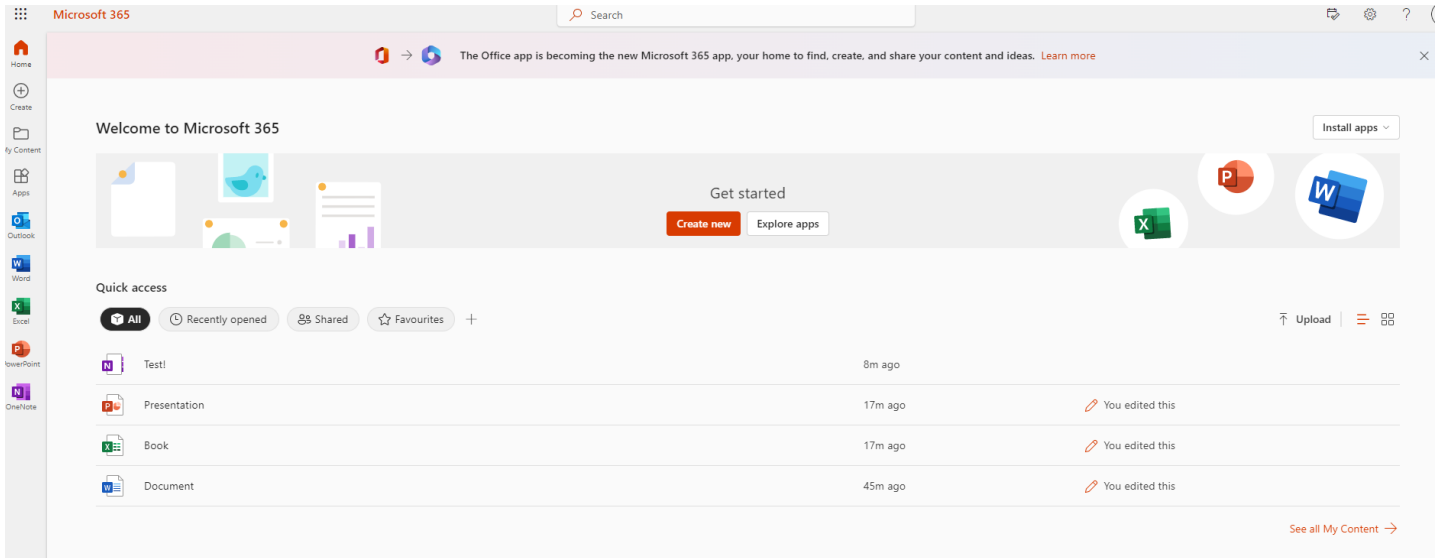 Microsoft 365
Search
?
The Office app is becoming the new Microsoft 365 app, your home to find, create, and share your content and ideas. Learn more
Home
Create
My Content
Apps
Outlook
Word
Excel
PowerPoint
OneNote
Welcome to Microsoft 365
Install apps
Get started
Create new
Explore apps
P
W
X
Quick access
All
Recently opened
Shared
Favourites
Upload
Test!
8m ago
Presentation
17m ago
You edited this
Book
17m ago
You edited this
Document
45m ago
You edited this
See all My Content